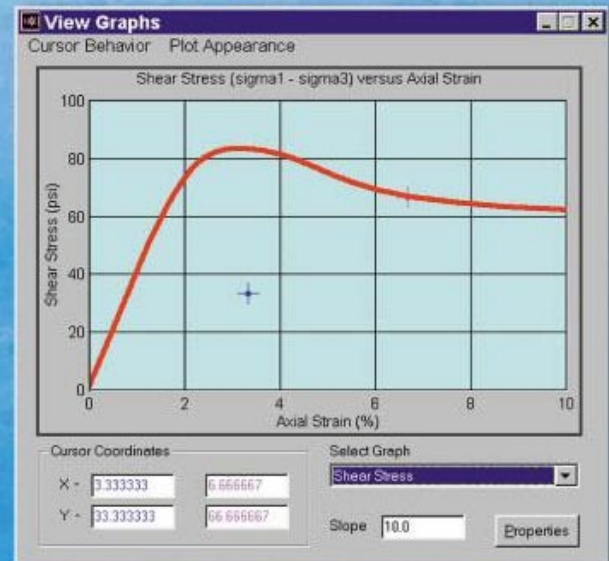 View Graphs
Cursor Behavior Plot Appearance
Shear Stress (sigma1 - sigma3) versus Axial Strain
100
80
60
40
20
0
Shear Stress (psi)
0 2 4 6 8 10
Axial Strain (%)
Cursor Coordinates
X - 3.333333 6.666667
Y - 33.333333 66.666667
Select Graph
Shear Stress
Slope 10.0
Properties